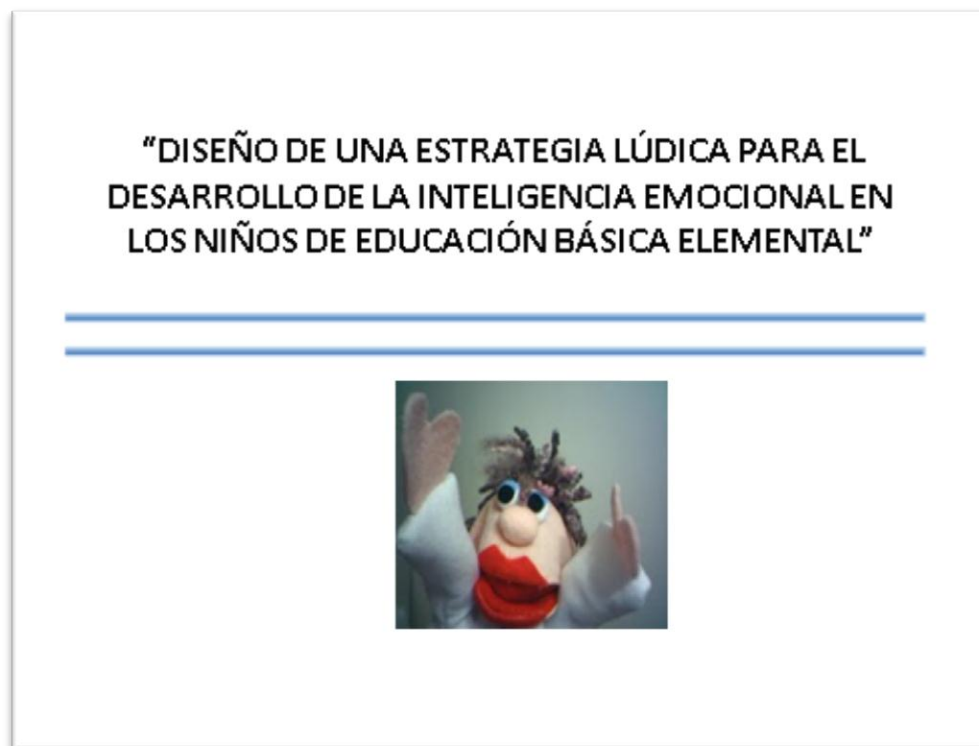 "DISEÑO DE UNA ESTRATEGIA LÚDICA PARA EL
DESARROLLO DE LA INTELIGENCIA EMOCIONAL EN
LOS NIÑOS DE EDUCACIÓN BÁSICA ELEMENTAL"